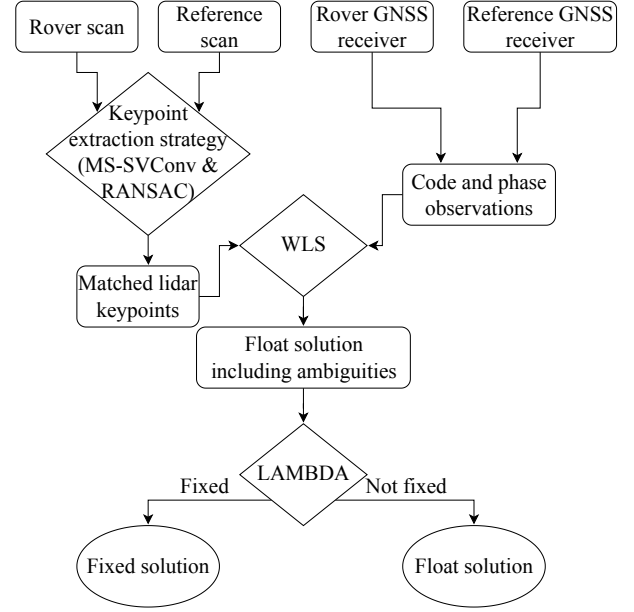 Rover scan
Reference
scan
Rover GNSS
receiver
Reference GNSS
receiver
Keypoint
extraction strategy
(MS-SVConv &
RANSAC)
Code and phase
observations
WLS
Matched lidar
keypoints
Float solution
including ambiguities
LAMBDA
Fixed
Not fixed
Fixed solution
Float solution